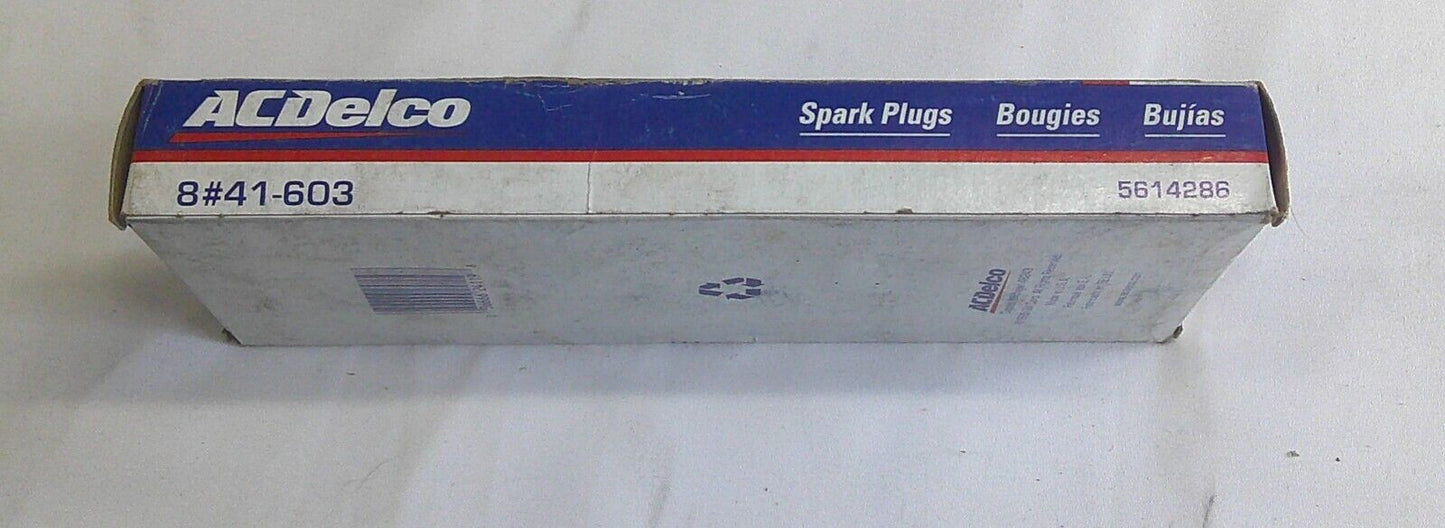 ACDelco
Spark Plugs Bougies Bujías
8#41-603
5614286
ACDelco